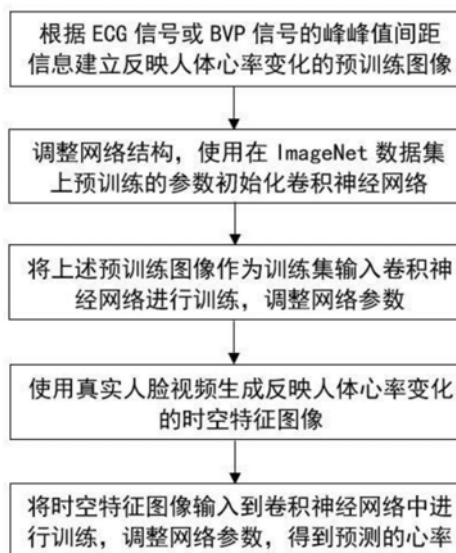 根据 ECG 信号或 BVP 信号的峰峰值间距
信息建立反映人体心率变化的预训练图像
调整网络结构，使用在 ImageNet 数据集
上预训练的参数初始化卷积神经网络
将上述预训练图像作为训练集输入卷积神
经网络进行训练，调整网络参数
使用真实人脸视频生成反映人体心率变化
的时空特征图像
将时空特征图像输入到卷积神经网络中进
行训练，调整网络参数，得到预测的心率